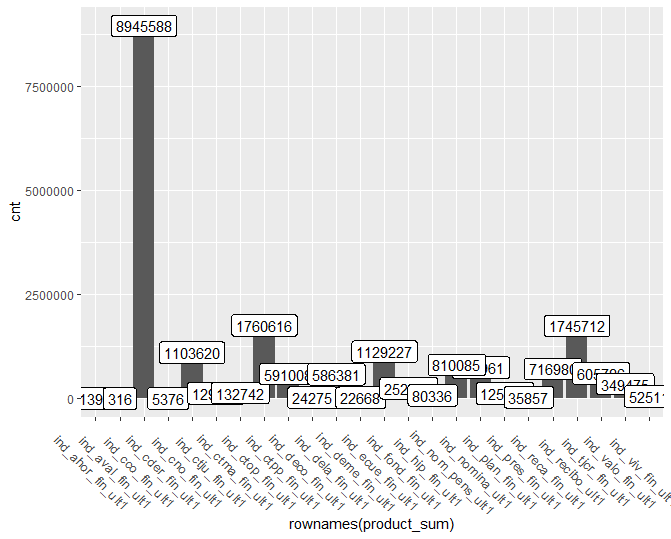 8945588
7500000
5000000
cnt
2500000
1760616
1745712
1103620
1129227
810085
716980
586381
132742
5376
316
24275
22668
80336
35857
0
ind_ahor_fin_ult1
ind_aval_fin_ult1
ind_cco_fin_ult1
ind_cder_fin_ult1
ind_cno_fin_ult1
ind_ctju_fin_ult1
ind_ctma_fin_ult1
ind_ctop_fin_ult1
ind_ctpp_fin_ult1
ind_deco_fin_ult1
ind_dela_fin_ult1
ind_deme_fin_ult1
ind_ecue_fin_ult1
ind_fond_fin_ult1
ind_hip_fin_ult1
ind_nom_pens_ult1
ind_nomina_ult1
ind_plan_fin_ult1
ind_pres_fin_ult1
ind_reca_fin_ult1
ind_recibo_ult1
ind_tjcr_fin_ult1
ind_valo_fin_ult1
ind_viv_fin_ult1
rownames(product_sum)